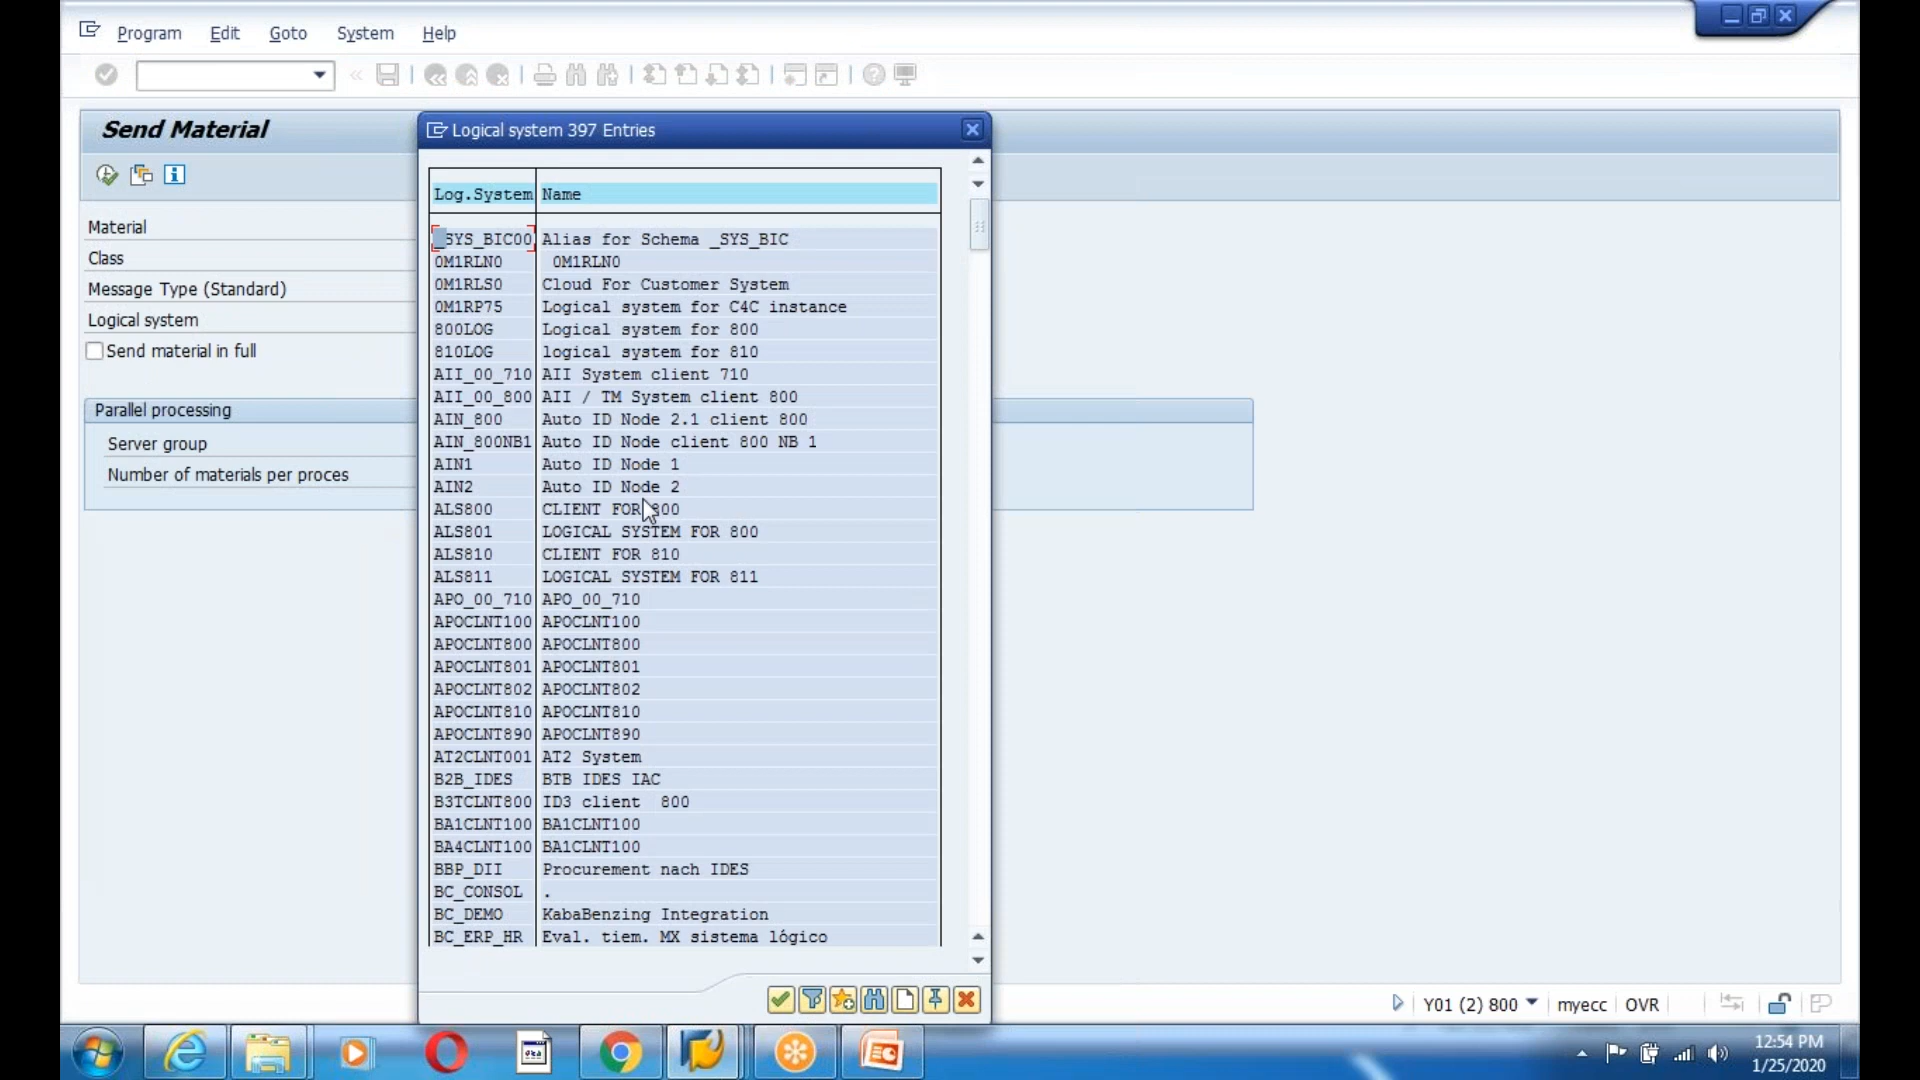 Program Edit Goto System Help
Send Material
Material
Class
Message Type (Standard)
Logical system
Send material in full
Parallel processing
Server group
Number of materials per proces
Logical system 397 Entries
Log.System Name
_SYS_BIC00 Alias for Schema _SYS_BIC
0M1RLN0 0M1RLN0
0M1RLS0 Cloud For Customer System
0M1RP75 Logical system for C4C instance
800LOG Logical system for 800
810LOG logical system for 810
AII_00_710 AII System client 710
AII_00_800 AII / TM System client 800
AIN_800 Auto ID Node 2.1 client 800
AIN_800NB1 Auto ID Node client 800 NB 1
AIN1 Auto ID Node 1
AIN2 Auto ID Node 2
ALS800 CLIENT FOR 800
ALS801 LOGICAL SYSTEM FOR 800
ALS810 CLIENT FOR 810
ALS811 LOGICAL SYSTEM FOR 811
APO_00_710 APO_00_710
APOCLNT100 APOCLNT100
APOCLNT800 APOCLNT800
APOCLNT801 APOCLNT801
APOCLNT802 APOCLNT802
APOCLNT810 APOCLNT810
APOCLNT890 APOCLNT890
AT2CLNT001 AT2 System
B2B_IDES BTB IDES IAC
B3TCLNT800 ID3 client 800
BA1CLNT100 BA1CLNT100
BA4CLNT100 BA1CLNT100
BBP_DII Procurement nach IDES
BC_CONSOL .
BC_DEMO KabaBenzing Integration
BC_ERP_HR Eval. tiem. MX sistema lógico
Y01 (2) 800 myecc OVR
12:54 PM
1/25/2020